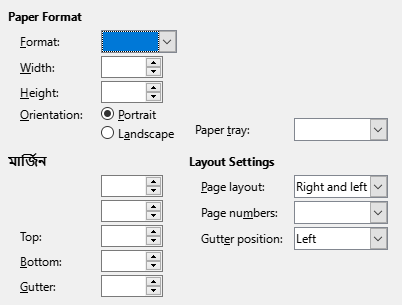 Paper Format
Format:
Width:
Height:
Orientation:
Portrait
Landscape
Paper tray:
মার্জিন
Top:
Bottom:
Gutter:
Layout Settings
Page layout:
Right and left
Page numbers:
Gutter position:
Left